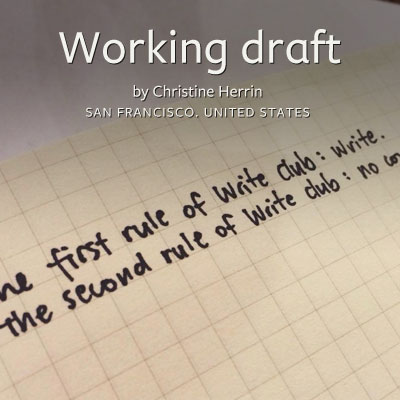 Working draft
by Christine Herrin
SAN FRANCISCO, UNITED STATES
first rule of Write club: write.
the second rule of Write club: no